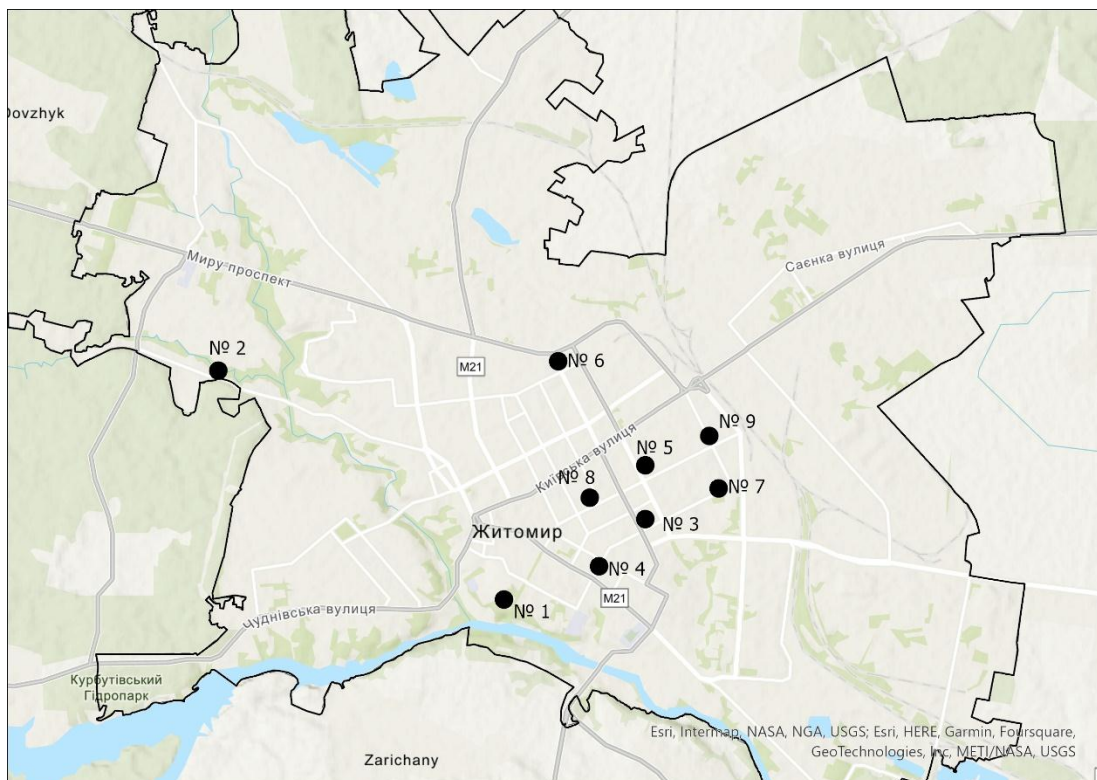 Dovzhyk
Миру проспект
Саєнка вулиця
№ 2
M21
№ 6
Київська вулиця
№ 9
№ 5
№ 8
№ 7
№ 3
Житомир
№ 4
M21
№ 1
Чуднівська вулиця
Курбутівський
Гідропарк
Zarichany
Esri, Intermap, NASA, NGA, USGS; Esri, HERE, Garmin, Foursquare,
GeoTechnologies, Inc, METI/NASA, USGS